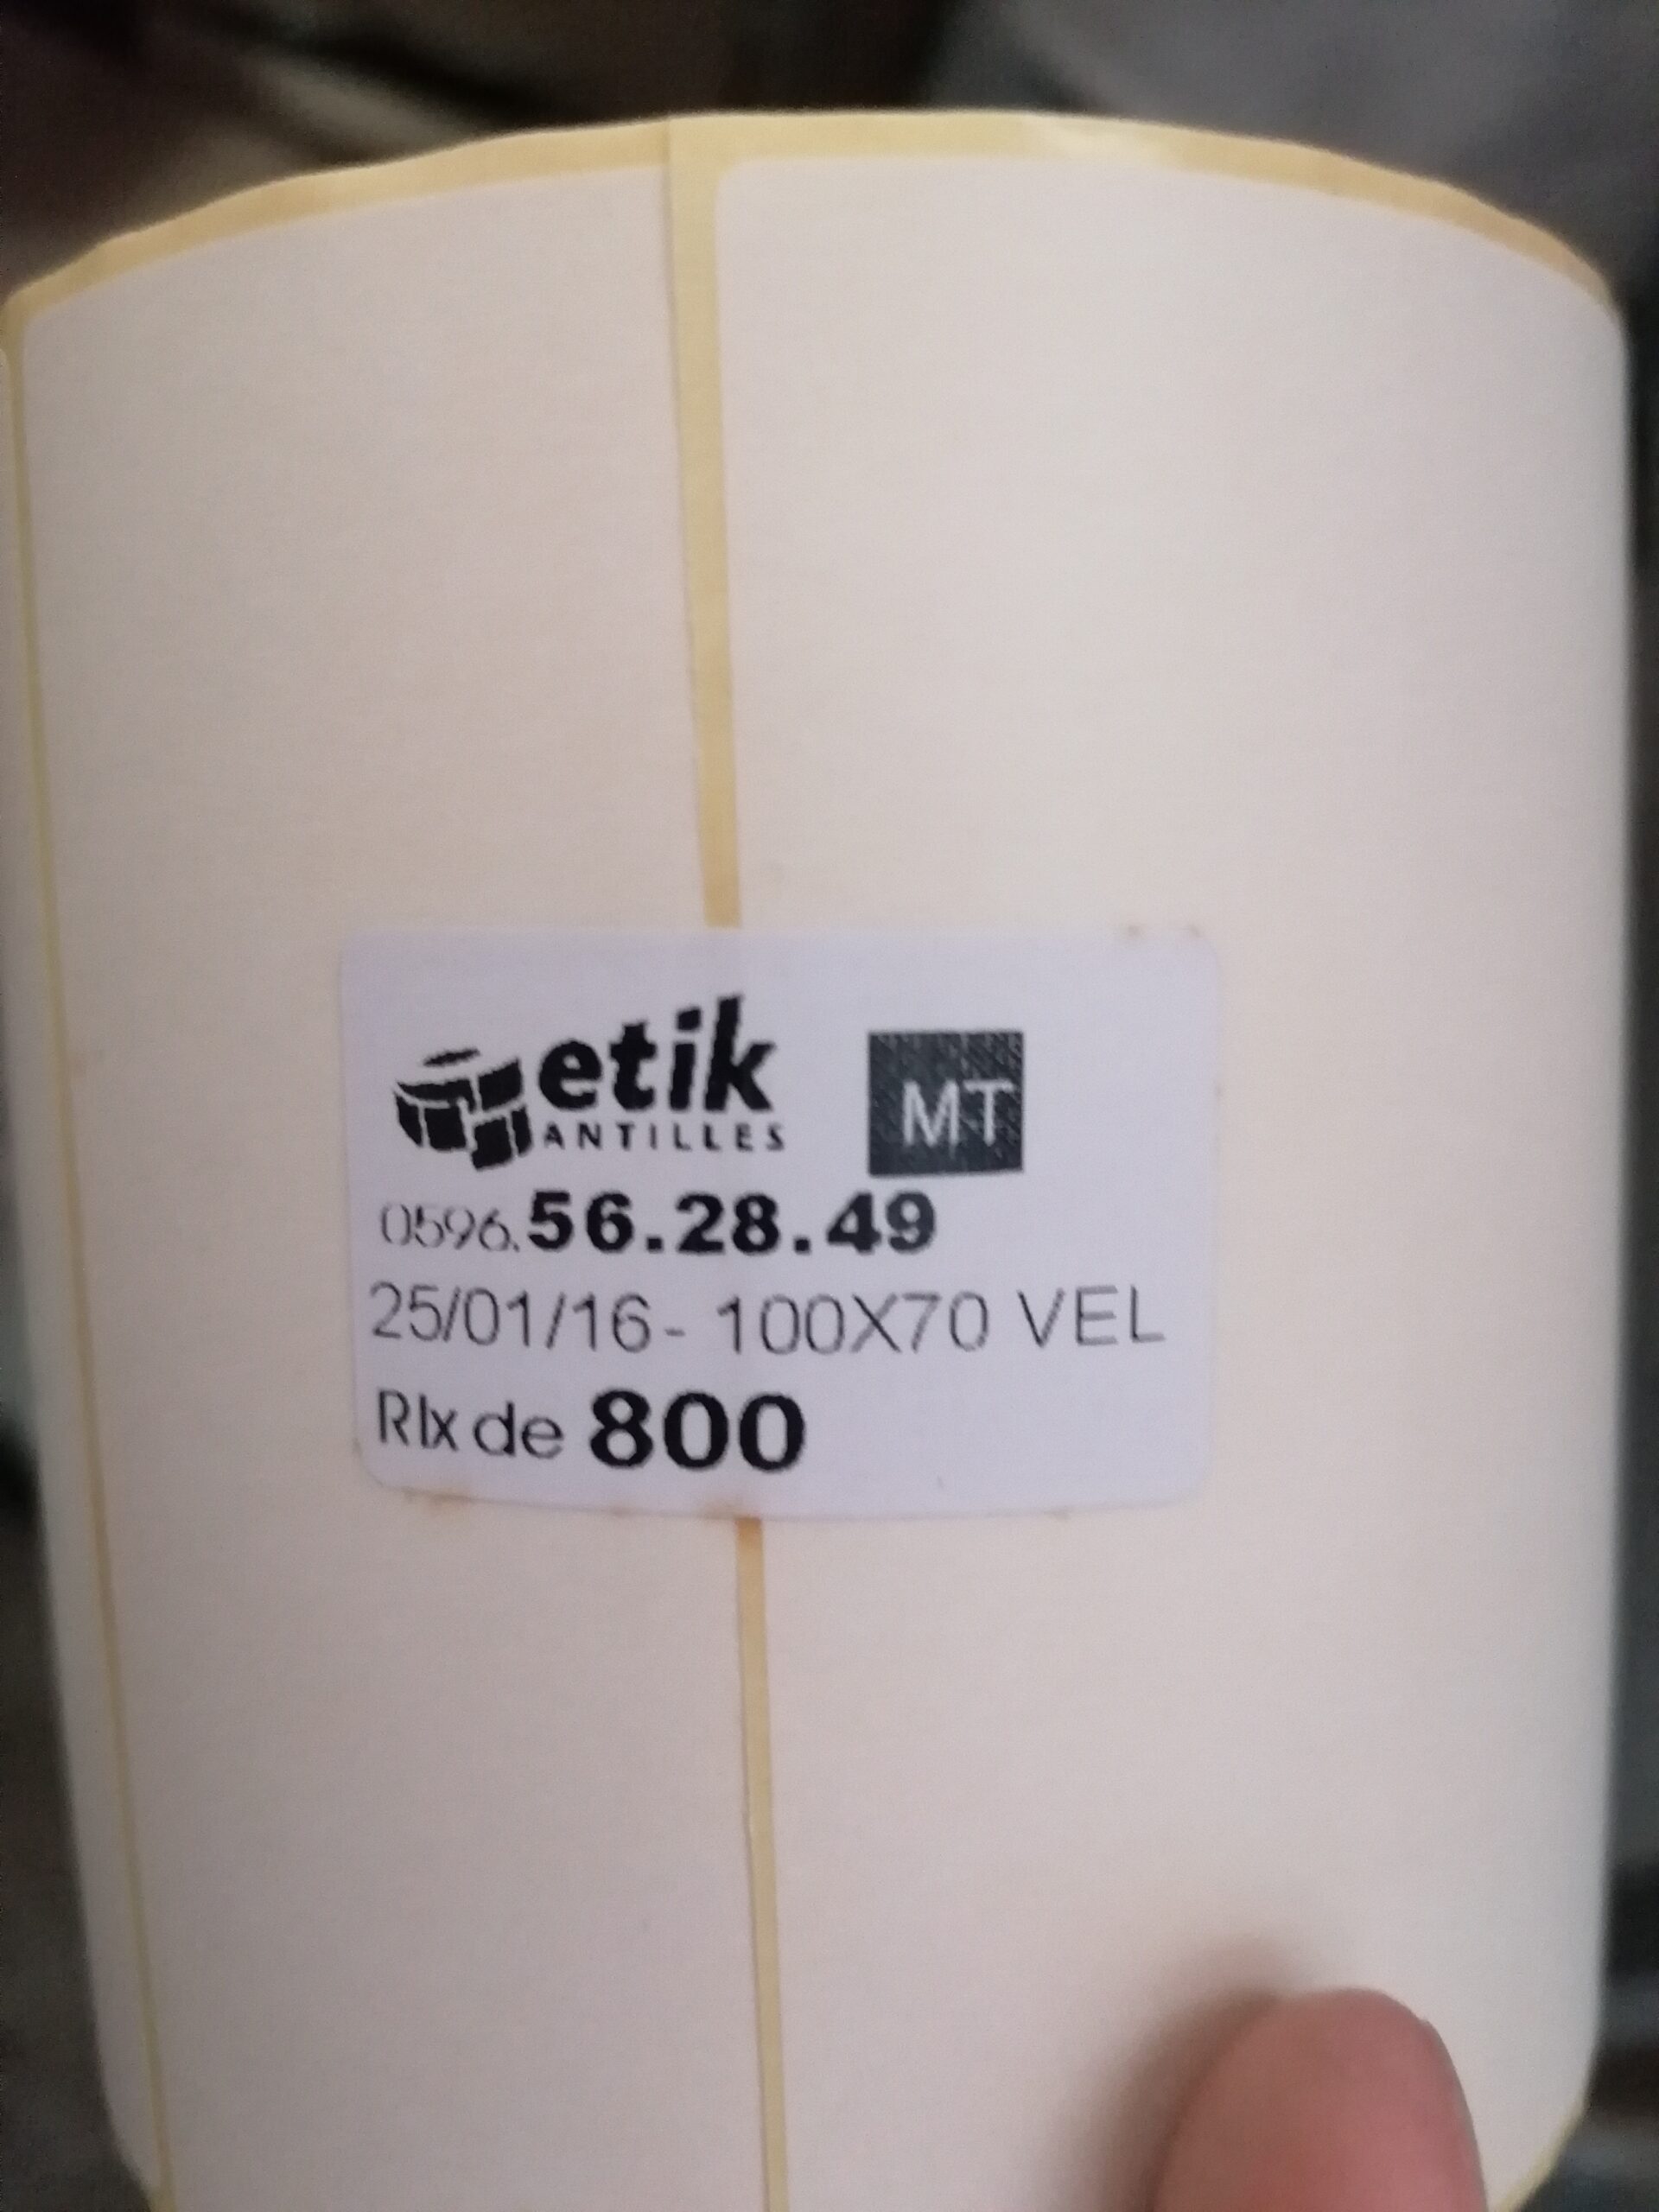 etik MT
ANTILLES
0596.56.28.49
25/01/16- 100X70 VEL
Rlx de 800